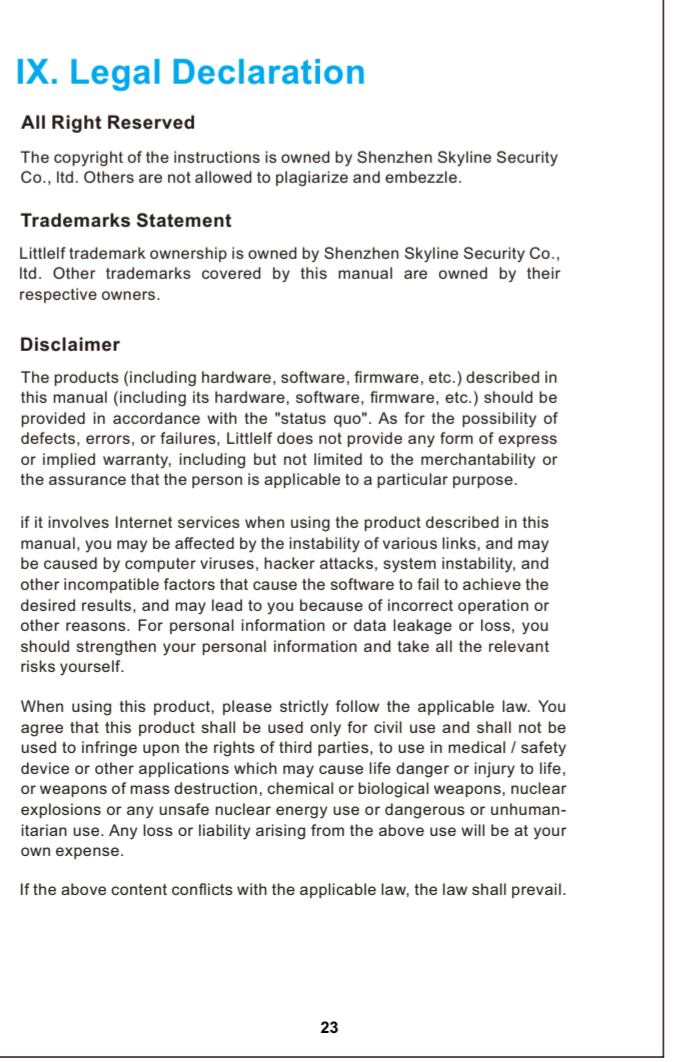 IX. Legal Declaration
All Right Reserved
The copyright of the instructions is owned by Shenzhen Skyline Security
Co., ltd. Others are not allowed to plagiarize and embezzle.
Trademarks Statement
Littlelf trademark ownership is owned by Shenzhen Skyline Security Co.,
ltd. Other trademarks covered by this manual are owned by their
respective owners.
Disclaimer
The products (including hardware, software, firmware, etc.) described in
this manual (including its hardware, software, firmware, etc.) should be
provided in accordance with the "status quo". As for the possibility of
defects, errors, or failures, Littlelf does not provide any form of express
or implied warranty, including but not limited to the merchantability or
the assurance that the person is applicable to a particular purpose.
if it involves Internet services when using the product described in this
manual, you may be affected by the instability of various links, and may
be caused by computer viruses, hacker attacks, system instability, and
other incompatible factors that cause the software to fail to achieve the
desired results, and may lead to you because of incorrect operation or
other reasons. For personal information or data leakage or loss, you
should strengthen your personal information and take all the relevant
risks yourself.
When using this product, please strictly follow the applicable law. You
agree that this product shall be used only for civil use and shall not be
used to infringe upon the rights of third parties, to use in medical / safety
device or other applications which may cause life danger or injury to life,
or weapons of mass destruction, chemical or biological weapons, nuclear
explosions or any unsafe nuclear energy use or dangerous or unhuman-
itarian use. Any loss or liability arising from the above use will be at your
own expense.
If the above content conflicts with the applicable law, the law shall prevail.
23